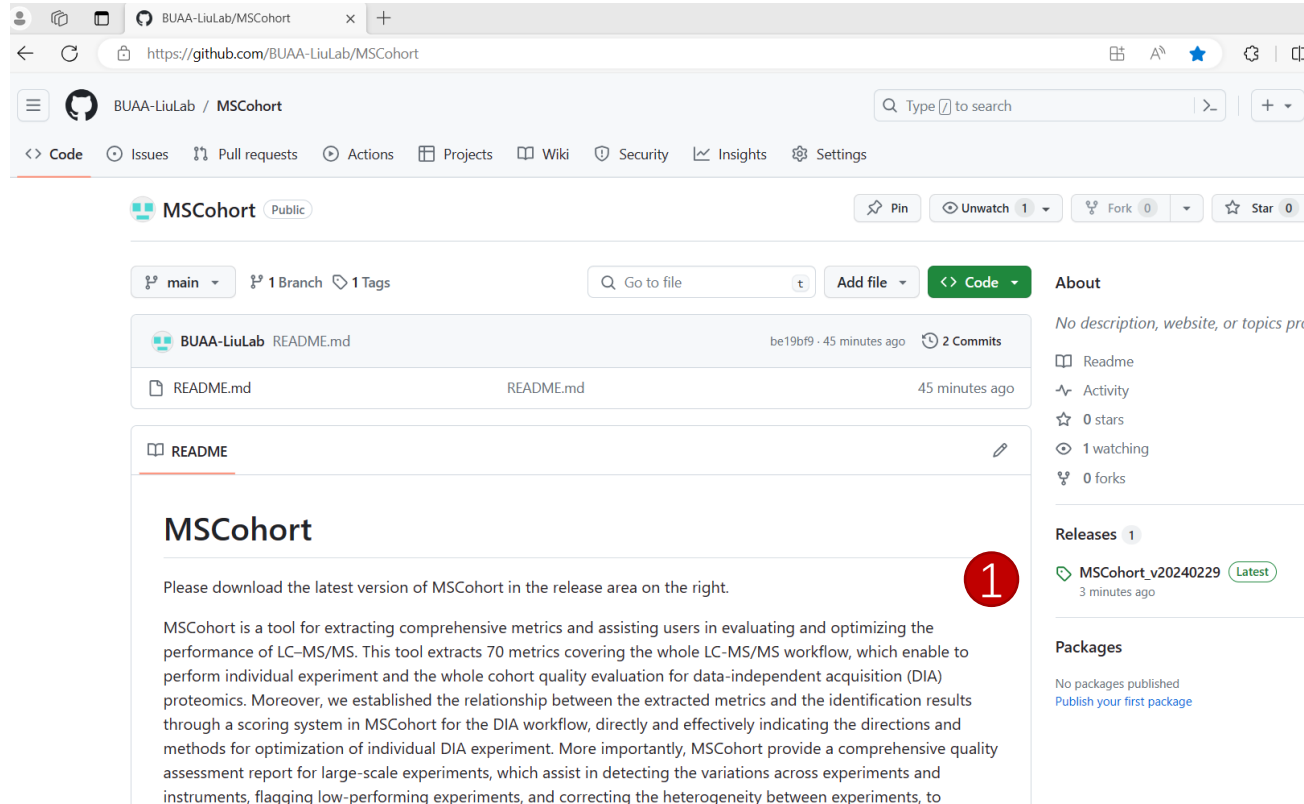 BUAA-LiuLab/MSCohort
https://github.com/BUAA-LiuLab/MSCohort
BUAA-LiuLab / MSCohort
Type / to search
Code Issues Pull requests Actions Projects Wiki Security Insights Settings
MSCohort Public
Pin Unwatch 1 Fork 0 Star 0
main 1 Branch 1 Tags Go to file t Add file Code
About
No description, website, or topics
BUAA-LiuLab README.md be19bf9 · 45 minutes ago 2 Commits
Readme
README.md README.md 45 minutes ago
Activity
0 stars
1 watching
0 forks
README
MSCohort
Releases 1
1
MSCohort_v20240229 Latest
3 minutes ago
Please download the latest version of MSCohort in the release area on the right.
MSCohort is a tool for extracting comprehensive metrics and assisting users in evaluating and optimizing the
performance of LC–MS/MS. This tool extracts 70 metrics covering the whole LC-MS/MS workflow, which enable to
perform individual experiment and the whole cohort quality evaluation for data-independent acquisition (DIA)
proteomics. Moreover, we established the relationship between the extracted metrics and the identification results
through a scoring system in MSCohort for the DIA workflow, directly and effectively indicating the directions and
methods for optimization of individual DIA experiment. More importantly, MSCohort provide a comprehensive quality
assessment report for large-scale experiments, which assist in detecting the variations across experiments and
instruments, flagging low-performing experiments, and correcting the heterogeneity between experiments, to
Packages
No packages published
Publish your first package